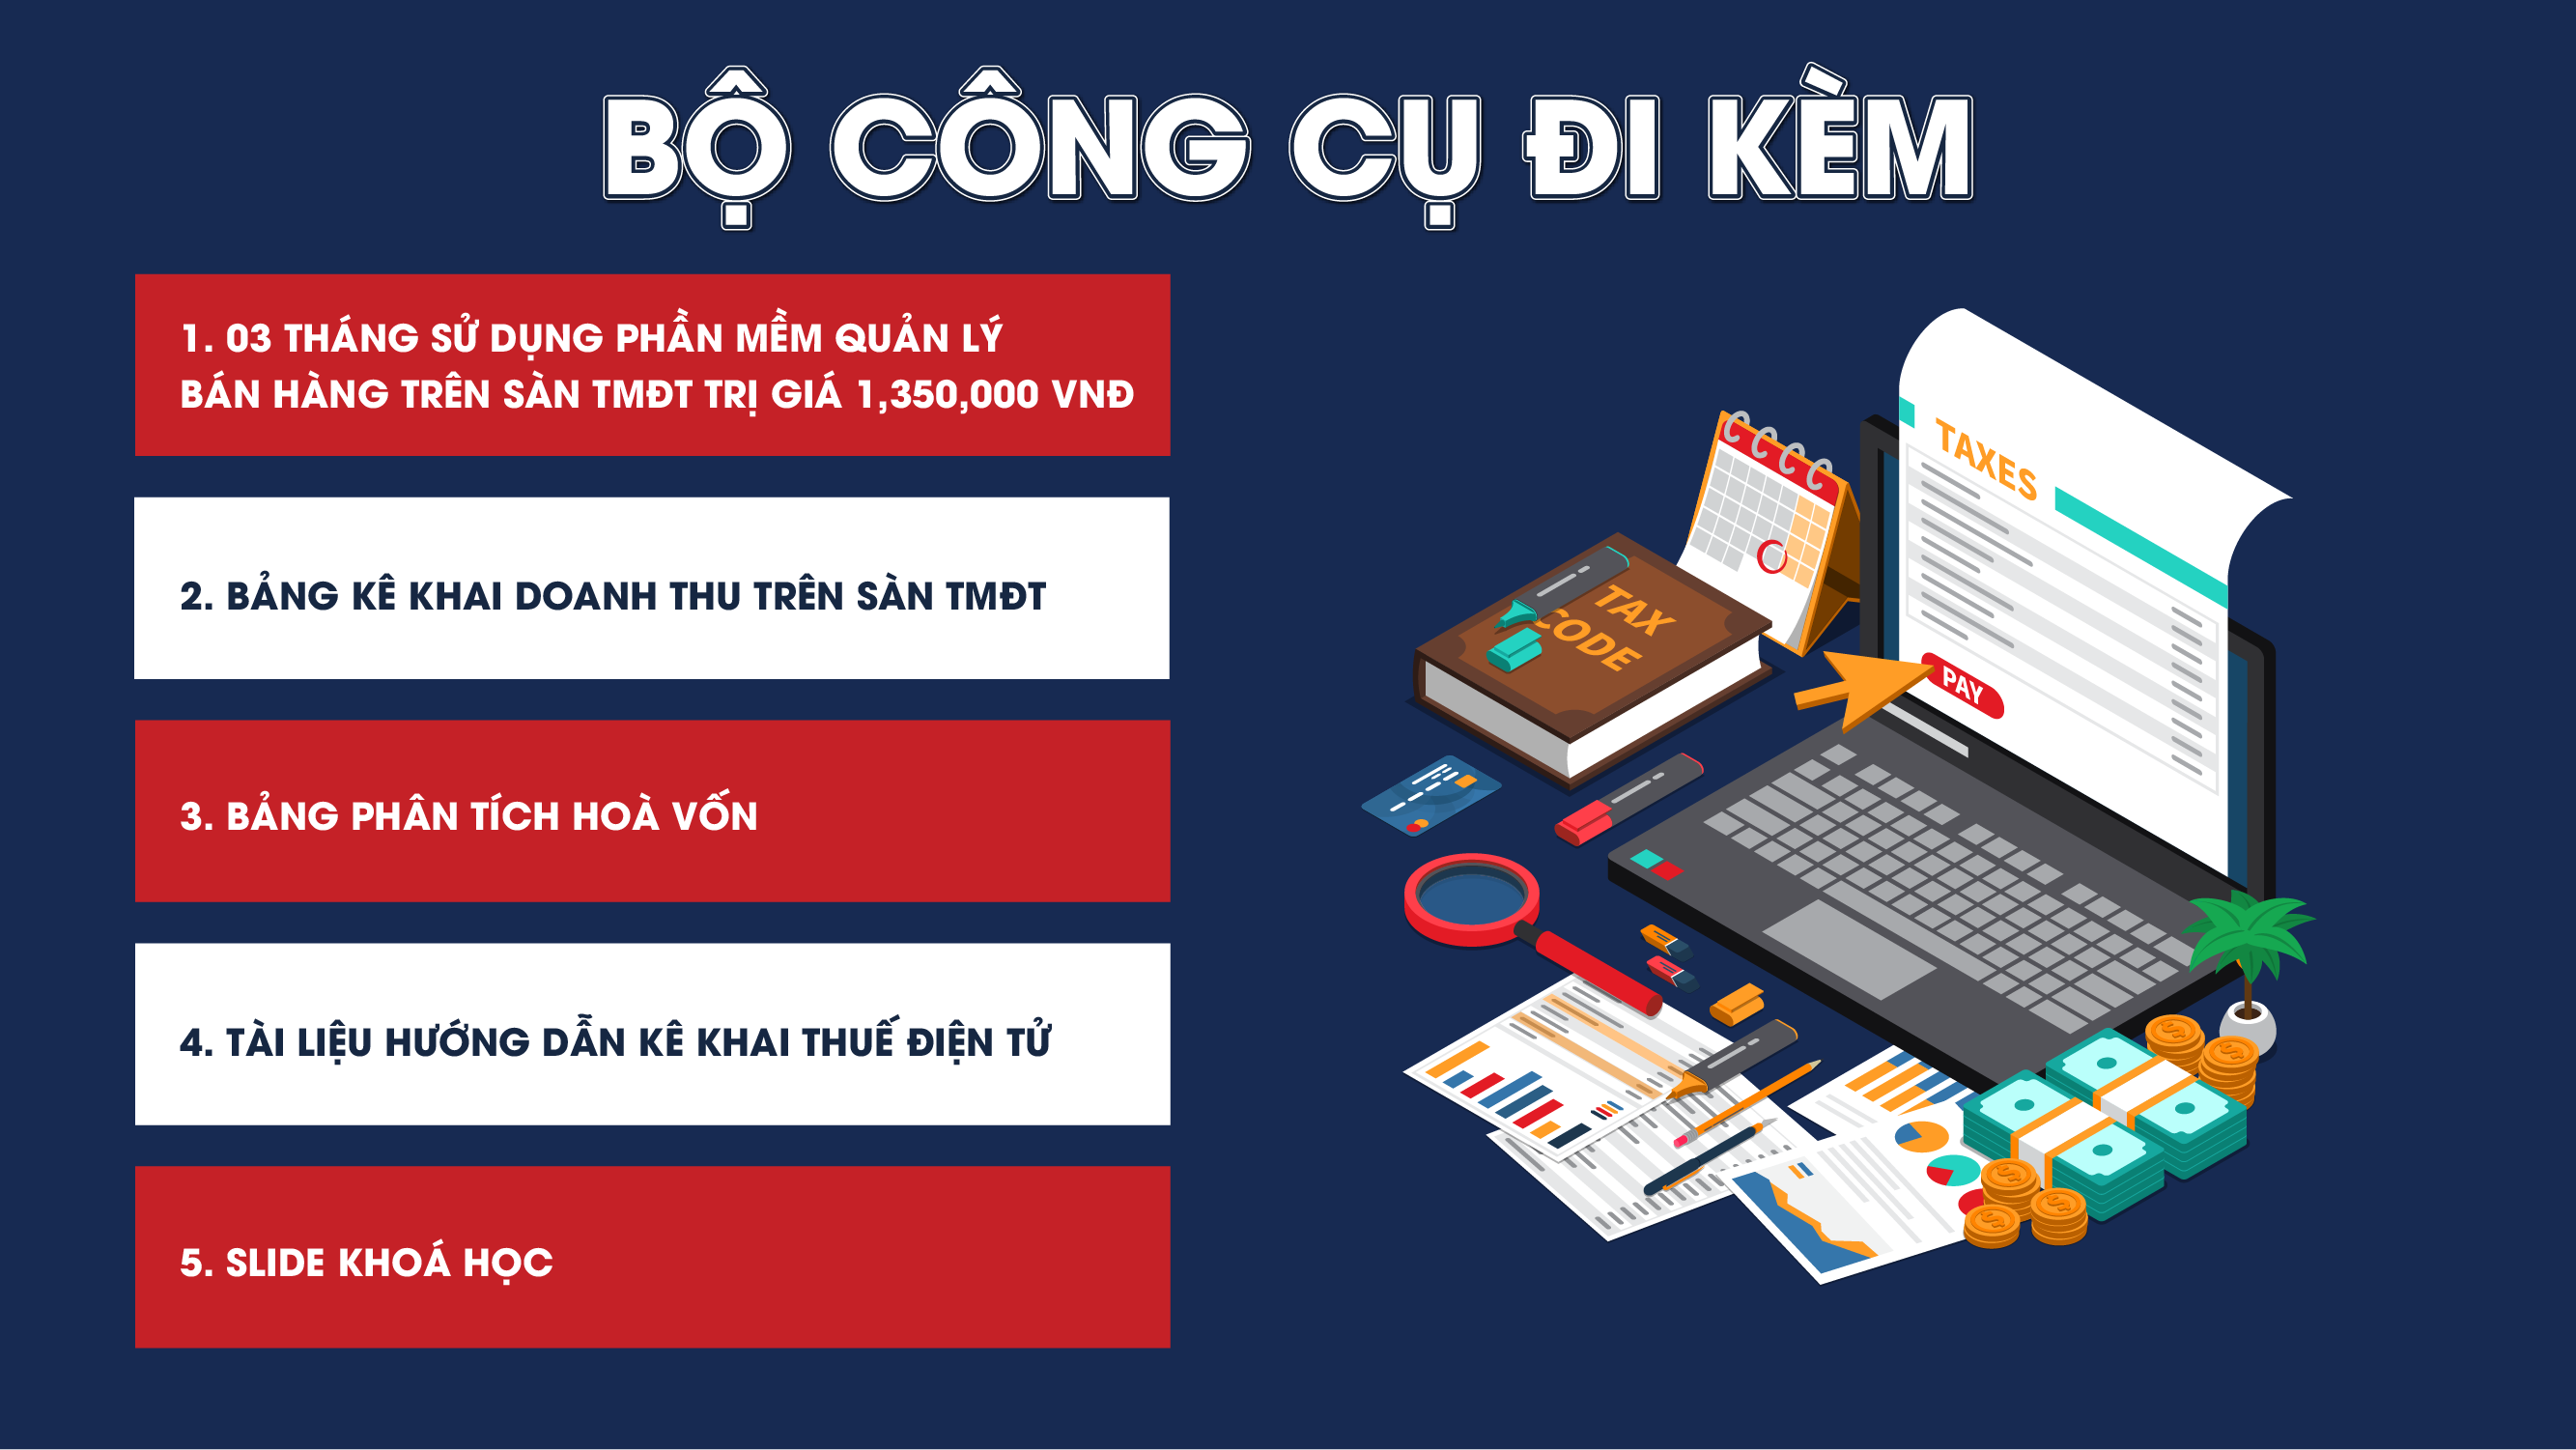 BỘ CÔNG CỤ ĐI KÈM
1. 03 THÁNG SỬ DỤNG PHẦN MỀM QUẢN LÝ
BÁN HÀNG TRÊN SÀN TMĐT TRỊ GIÁ 1,350,000 VNĐ
2. BẢNG KÊ KHAI DOANH THU TRÊN SÀN TMĐT
3. BẢNG PHÂN TÍCH HOÀ VỐN
4. TÀI LIỆU HƯỚNG DẪN KÊ KHAI THUẾ ĐIỆN TỬ
5. SLIDE KHOÁ HỌC
TAXES
TAX
CODE
PAY